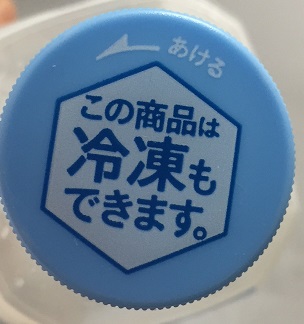 あける
この商品は
冷凍も
できます。